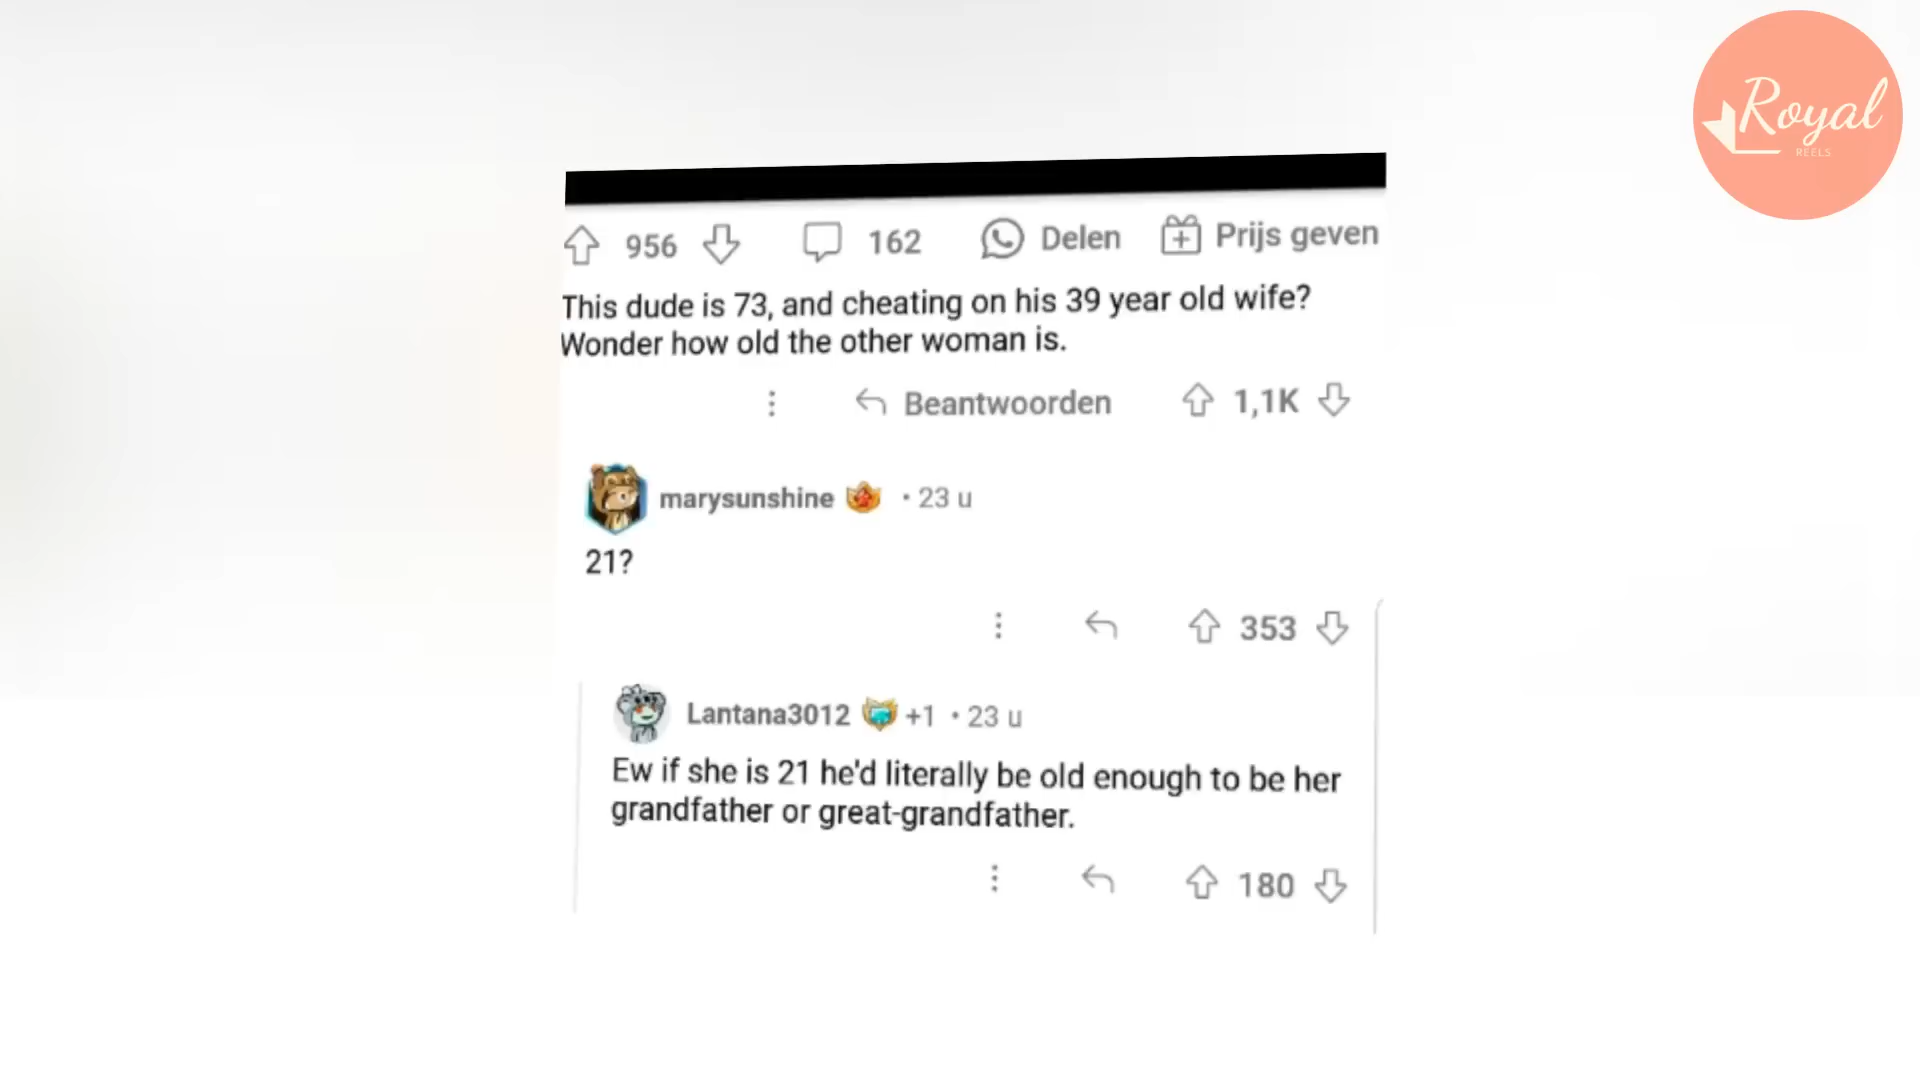 Royal
REELS
956 162 Delen Prijs geven
This dude is 73, and cheating on his 39 year old wife?
Wonder how old the other woman is.
Beantwoorden 1,1K
marysunshine • 23 u
21?
353
Lantana3012 +1 • 23 u
Ew if she is 21 he'd literally be old enough to be her
grandfather or great-grandfather.
180